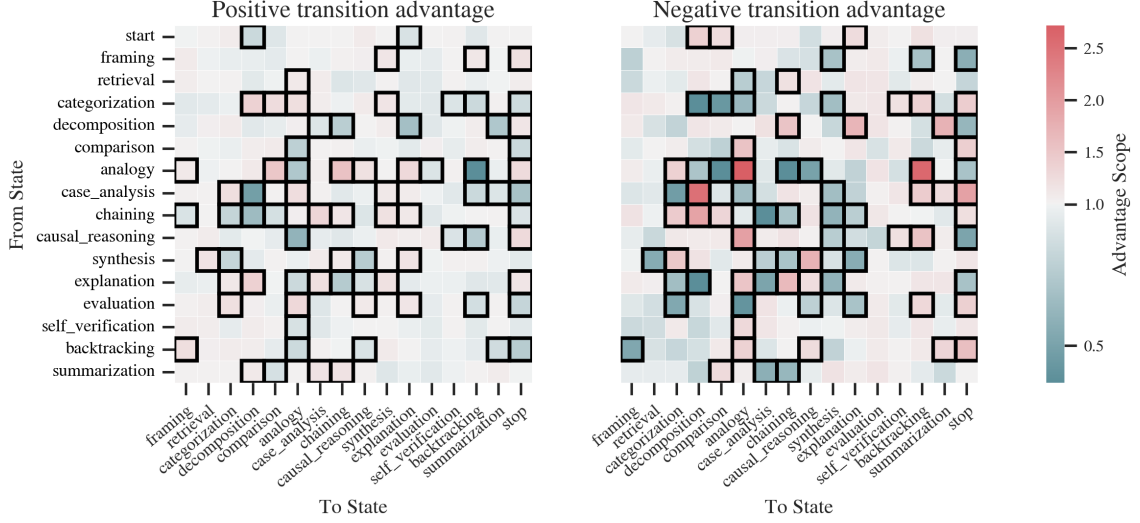 Positive transition advantage
Negative transition advantage
From State
start
framing
retrieval
categorization
decomposition
comparison
analogy
case_analysis
chaining
causal_reasoning
synthesis
explanation
evaluation
self_verification
backtracking
summarization
framing
retrieval
categorization
decomposition
comparison
analogy
case_analysis
chaining
causal_reasoning
synthesis
explanation
evaluation
self_verification
backtracking
summarization
stop
To State
framing
retrieval
categorization
decomposition
comparison
analogy
case_analysis
chaining
causal_reasoning
synthesis
explanation
evaluation
self_verification
backtracking
summarization
stop
To State
2.5
2.0
1.5
1.0
0.5
Advantage Scope